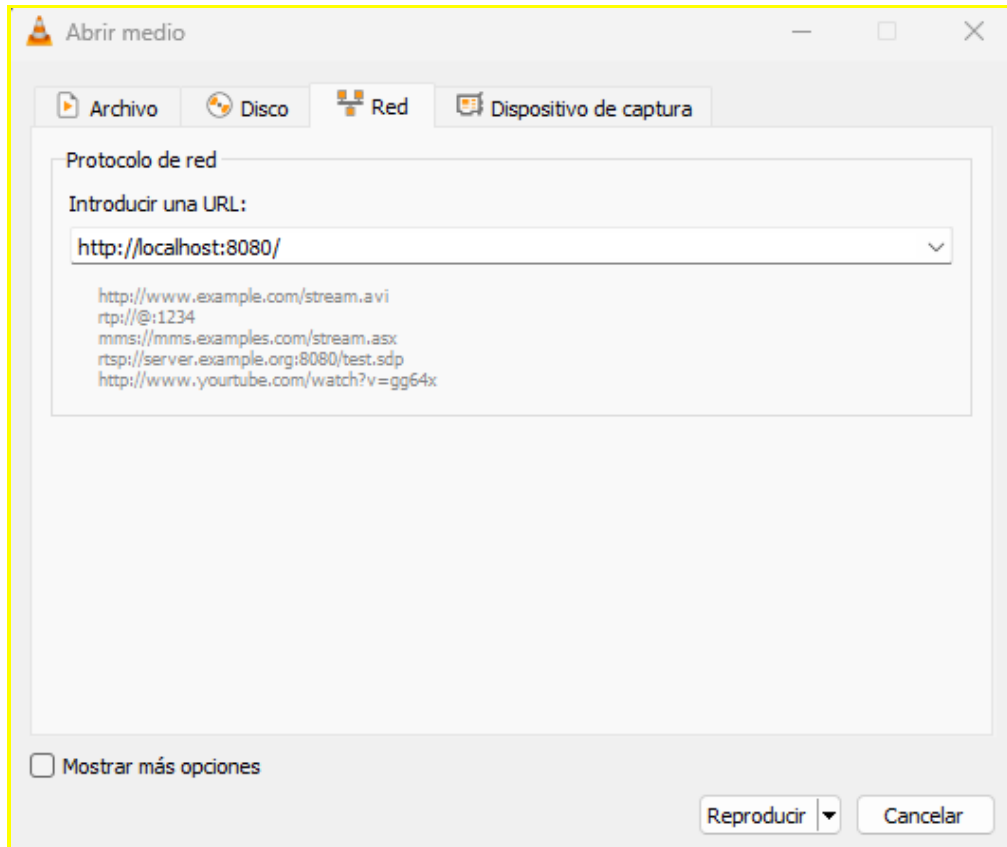 Abrir medio
Archivo Disco Red Dispositivo de captura
Protocolo de red
Introducir una URL:
http://localhost:8080/
http://www.example.com/stream.avi
rtp://@:1234
mms://mms.examples.com/stream.asx
rtsp://server.example.org:8080/test.sdp
http://www.yourtube.com/watch?v=gg64x
Mostrar más opciones
Reproducir Cancelar